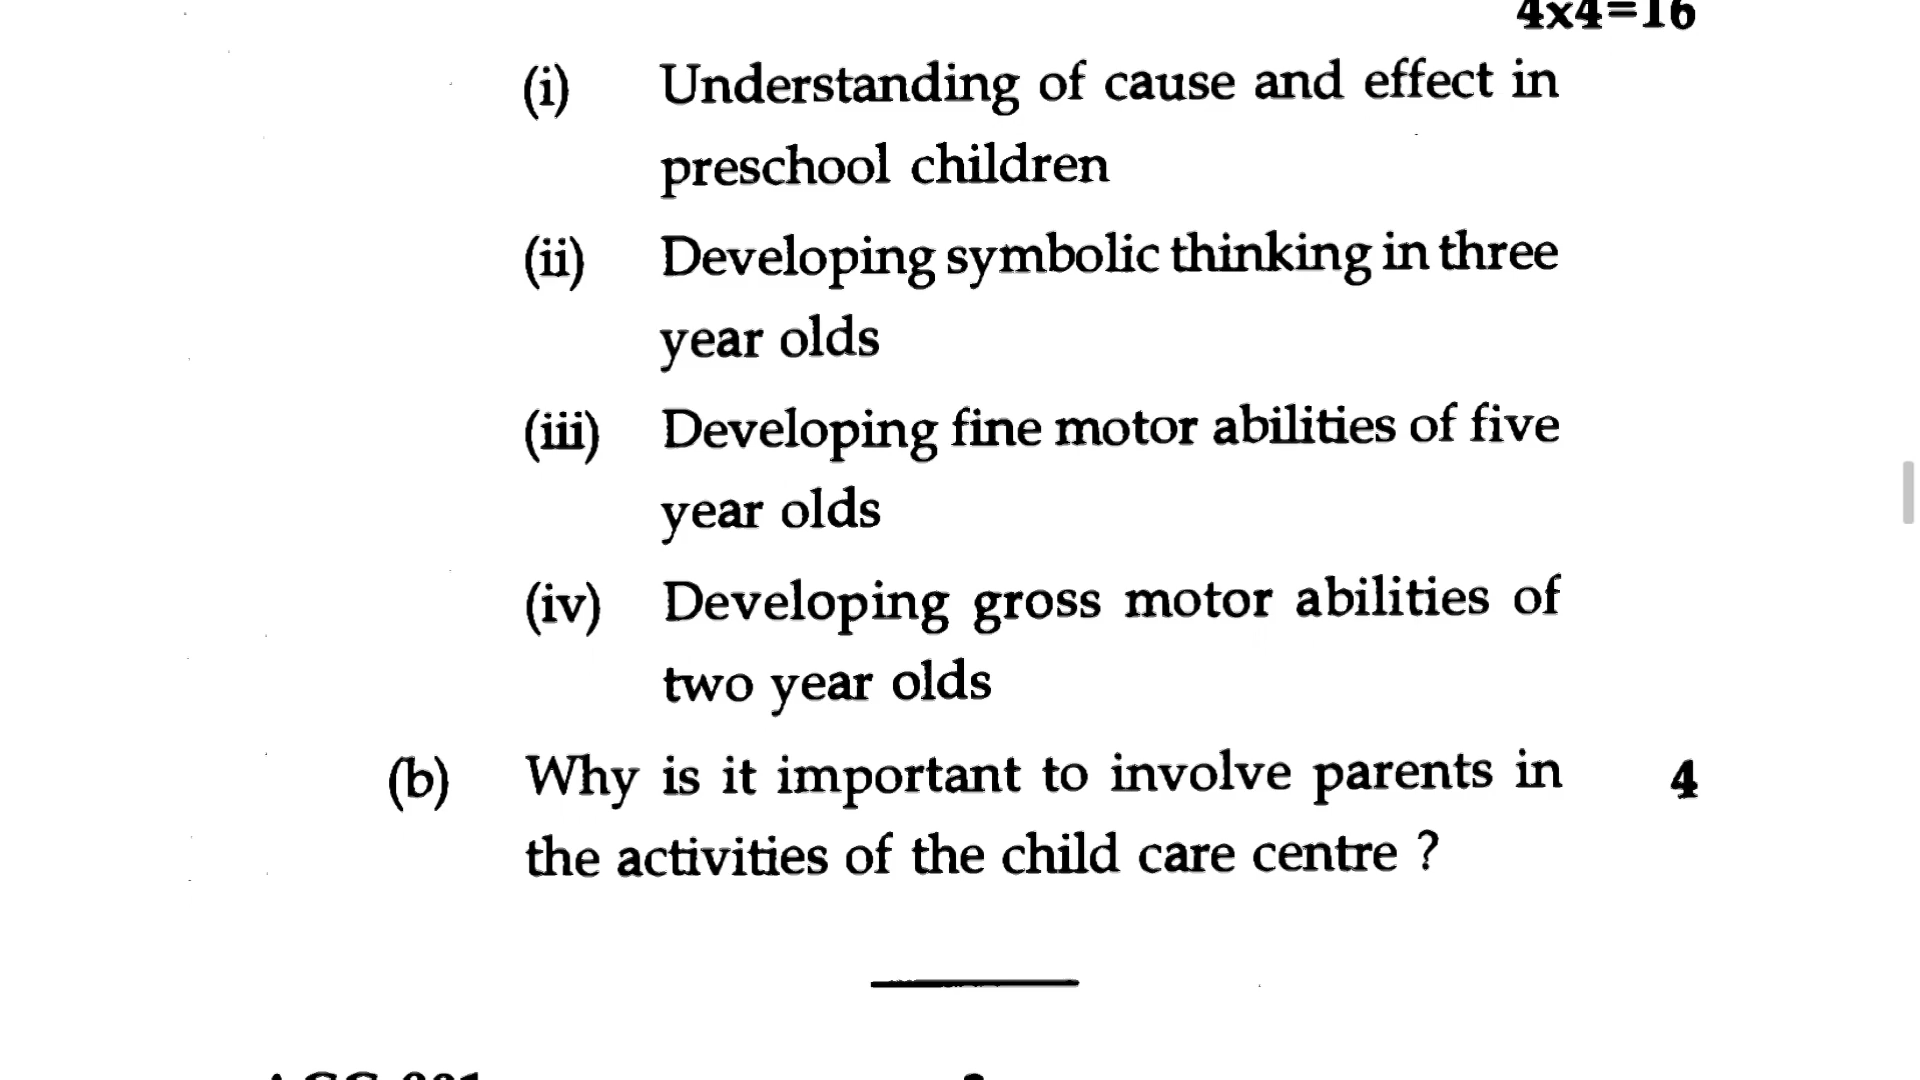 4x4=16
(i) Understanding of cause and effect in
preschool children
(ii) Developing symbolic thinking in three
year olds
(iii) Developing fine motor abilities of five
year olds
(iv) Developing gross motor abilities of
two year olds
(b) Why is it important to involve parents in 4
the activities of the child care centre ?